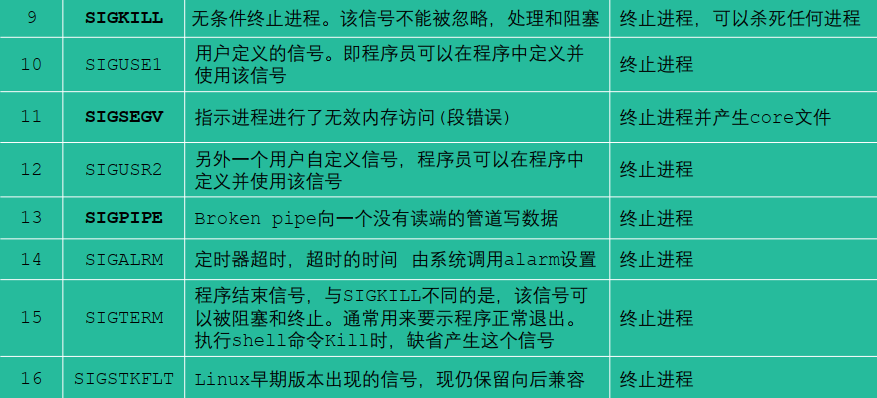 9 SIGKILL 无条件终止进程。该信号不能被忽略，处理和阻塞 终止进程，可以杀死任何进程
10 SIGUSE1 用户定义的信号。即程序员可以在程序中定义并
使用该信号 终止进程
11 SIGSEGV 指示进程进行了无效内存访问(段错误) 终止进程并产生core文件
12 SIGUSR2 另外一个用户自定义信号，程序员可以在程序中
定义并使用该信号 终止进程
13 SIGPIPE Broken pipe向一个没有读端的管道写数据 终止进程
14 SIGALRM 定时器超时，超时的时间 由系统调用alarm设置 终止进程
15 SIGTERM 程序结束信号，与SIGKILL不同的是，该信号可
以被阻塞和终止。通常用来要示程序正常退出。
执行shell命令Kill时，缺省产生这个信号 终止进程
16 SIGSTKFLT Linux早期版本出现的信号，现仍保留向后兼容 终止进程